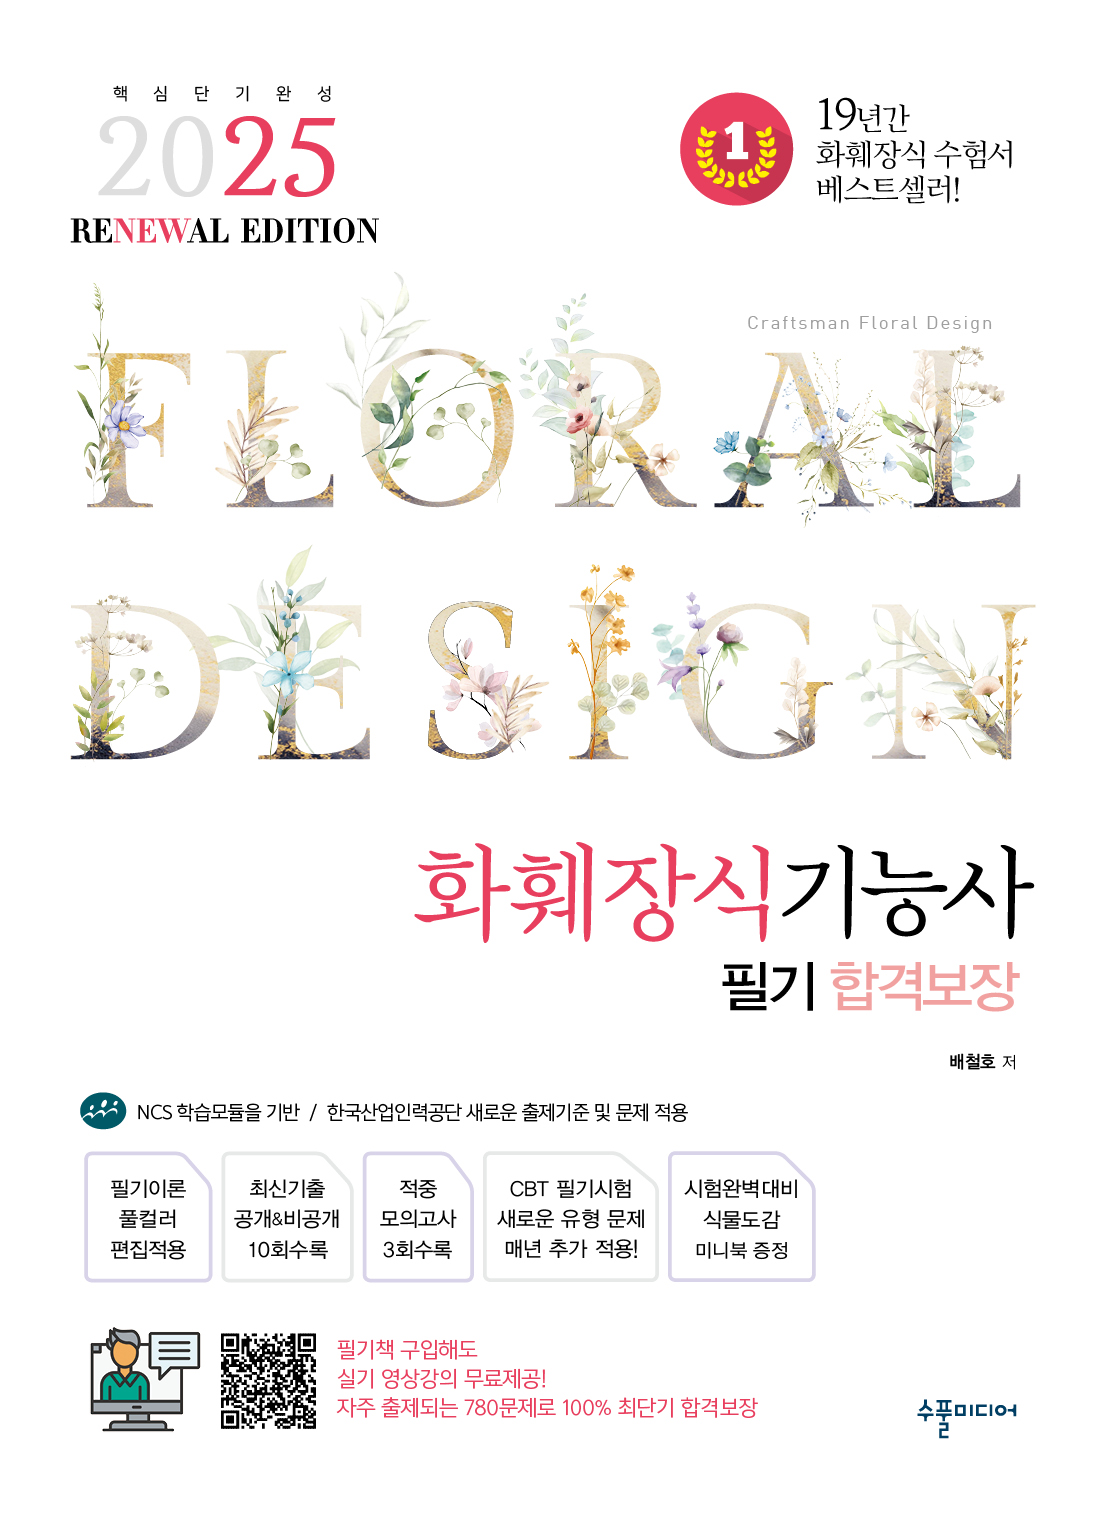 핵심단기완성
2025
RENEWAL EDITION
1
19년간
화훼장식 수험서
베스트셀러!
Craftsman Floral Design
FLORAL
DESIGN
화훼장식기능사
필기 합격보장
배철호 저
NCS 학습모듈을 기반 / 한국산업인력공단 새로운 출제기준 및 문제 적용
필기이론
풀컬러
편집적용
최신기출
공개&비공개
10회수록
적중
모의고사
3회수록
CBT 필기시험
새로운 유형 문제
매년 추가 적용!
시험완벽대비
식물도감
미니북 증정
필기책 구입해도
실기 영상강의 무료제공!
자주 출제되는 780문제로 100% 최단기 합격보장
수풀미디어